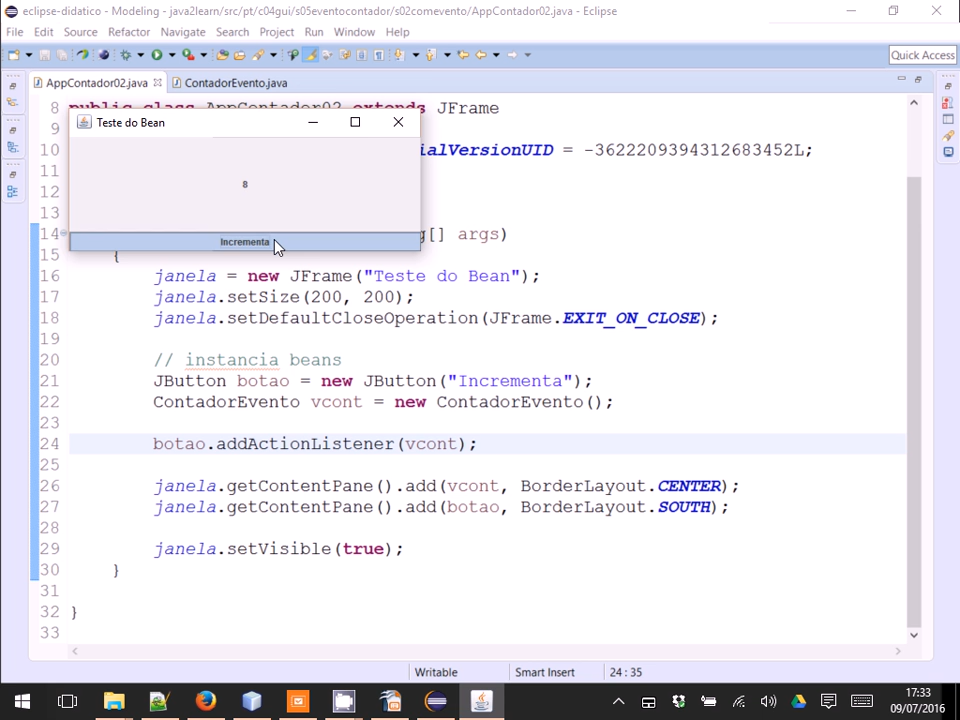 eclipse-didatico - Modeling - java2learn/src/pt/c04gui/s05eventocontador/s02comevento/AppContador02.java - Eclipse
File Edit Source Refactor Navigate Search Project Run Window Help
Quick Access
AppContador02.java ContadorEvento.java
8 public class AppContador02 extends JFrame
Teste do Bean
9
10 ialVersionUID = -3622209394312683452L;
11
12
8
13
14 g[] args)
Incrementa
15 {
16 janela = new JFrame("Teste do Bean");
17 janela.setSize(200, 200);
18 janela.setDefaultCloseOperation(JFrame.EXIT_ON_CLOSE);
19
20 // instancia beans
21 JButton botao = new JButton("Incrementa");
22 ContadorEvento vcont = new ContadorEvento();
23
24 botao.addActionListener(vcont);
25
26 janela.getContentPane().add(vcont, BorderLayout.CENTER);
27 janela.getContentPane().add(botao, BorderLayout.SOUTH);
28
29 janela.setVisible(true);
30 }
31
32 }
33
Writable Smart Insert 24 : 35
17:33
09/07/2016